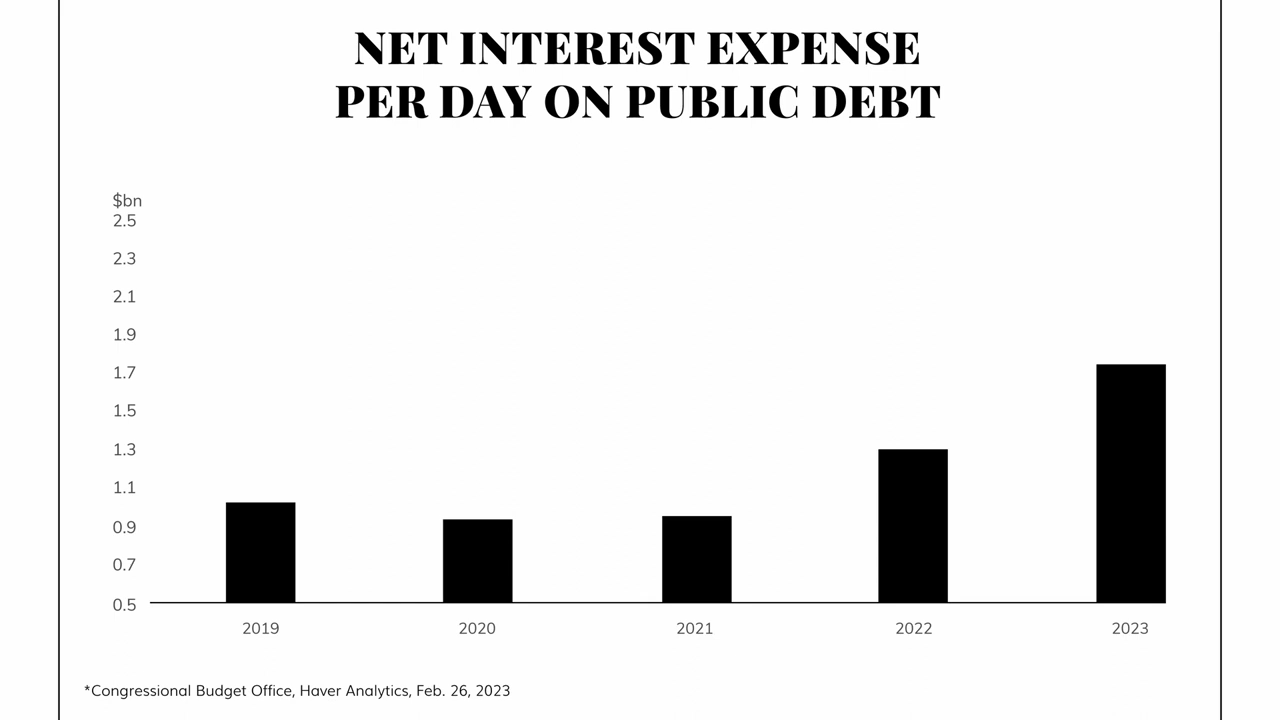 NET INTEREST EXPENSE
PER DAY ON PUBLIC DEBT
$bn
2.5
2.3
2.1
1.9
1.7
1.5
1.3
1.1
0.9
0.7
0.5
2019 2020 2021 2022 2023
*Congressional Budget Office, Haver Analytics, Feb. 26, 2023